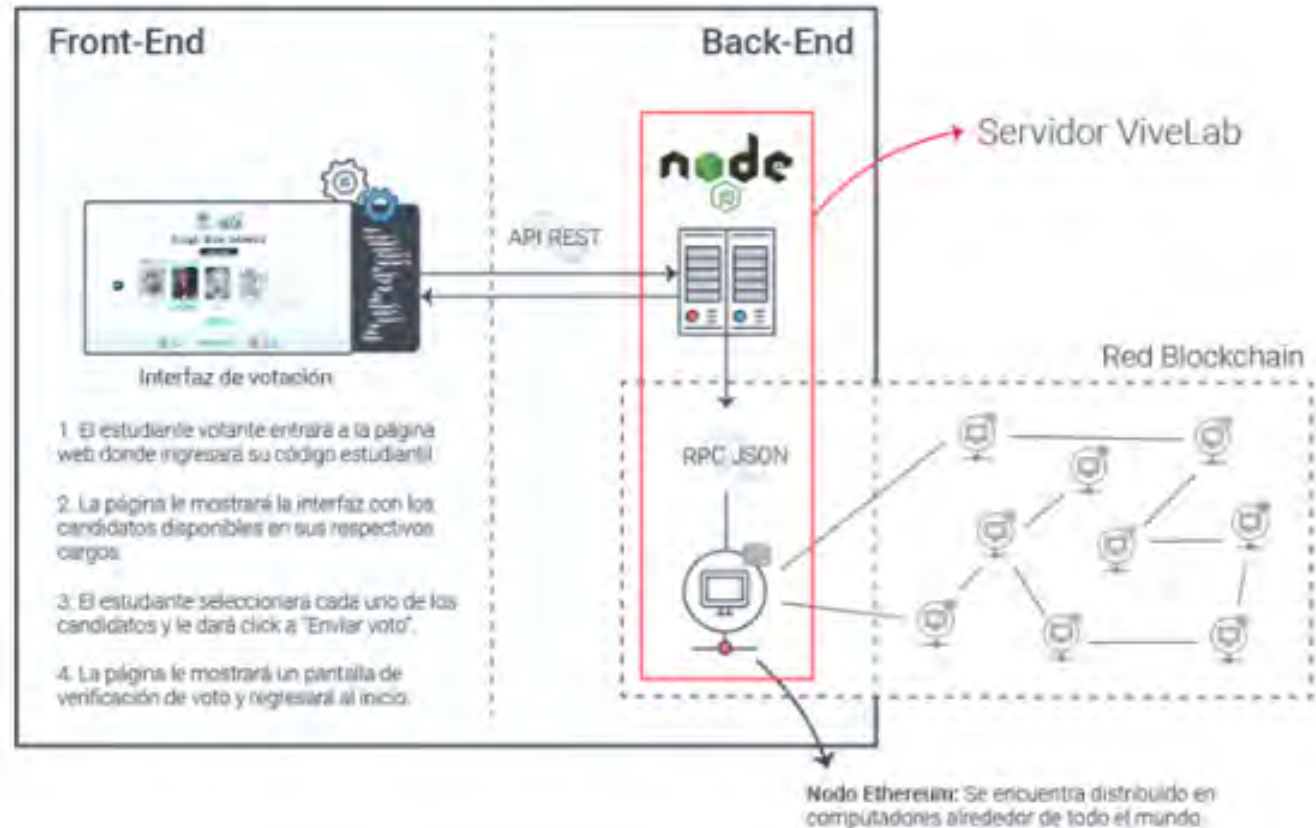 Front-End
Back-End
node
JS
Servidor ViveLab
API REST
Interfaz de votación
Red Blockchain
RPC JSON
1. El estudiante votante entrará a la página
web donde ingresará su código estudiantil
2. La página le mostrará la interfaz con los
candidatos disponibles en sus respectivos
cargos.
3. El estudiante seleccionará cada uno de los
candidatos y le dará click a "Enviar voto".
4. La página le mostrará un pantalla de
verificación de voto y regresará al inicio.
Nodo Ethereum: Se encuentra distribuido en
computadores alrededor de todo el mundo.